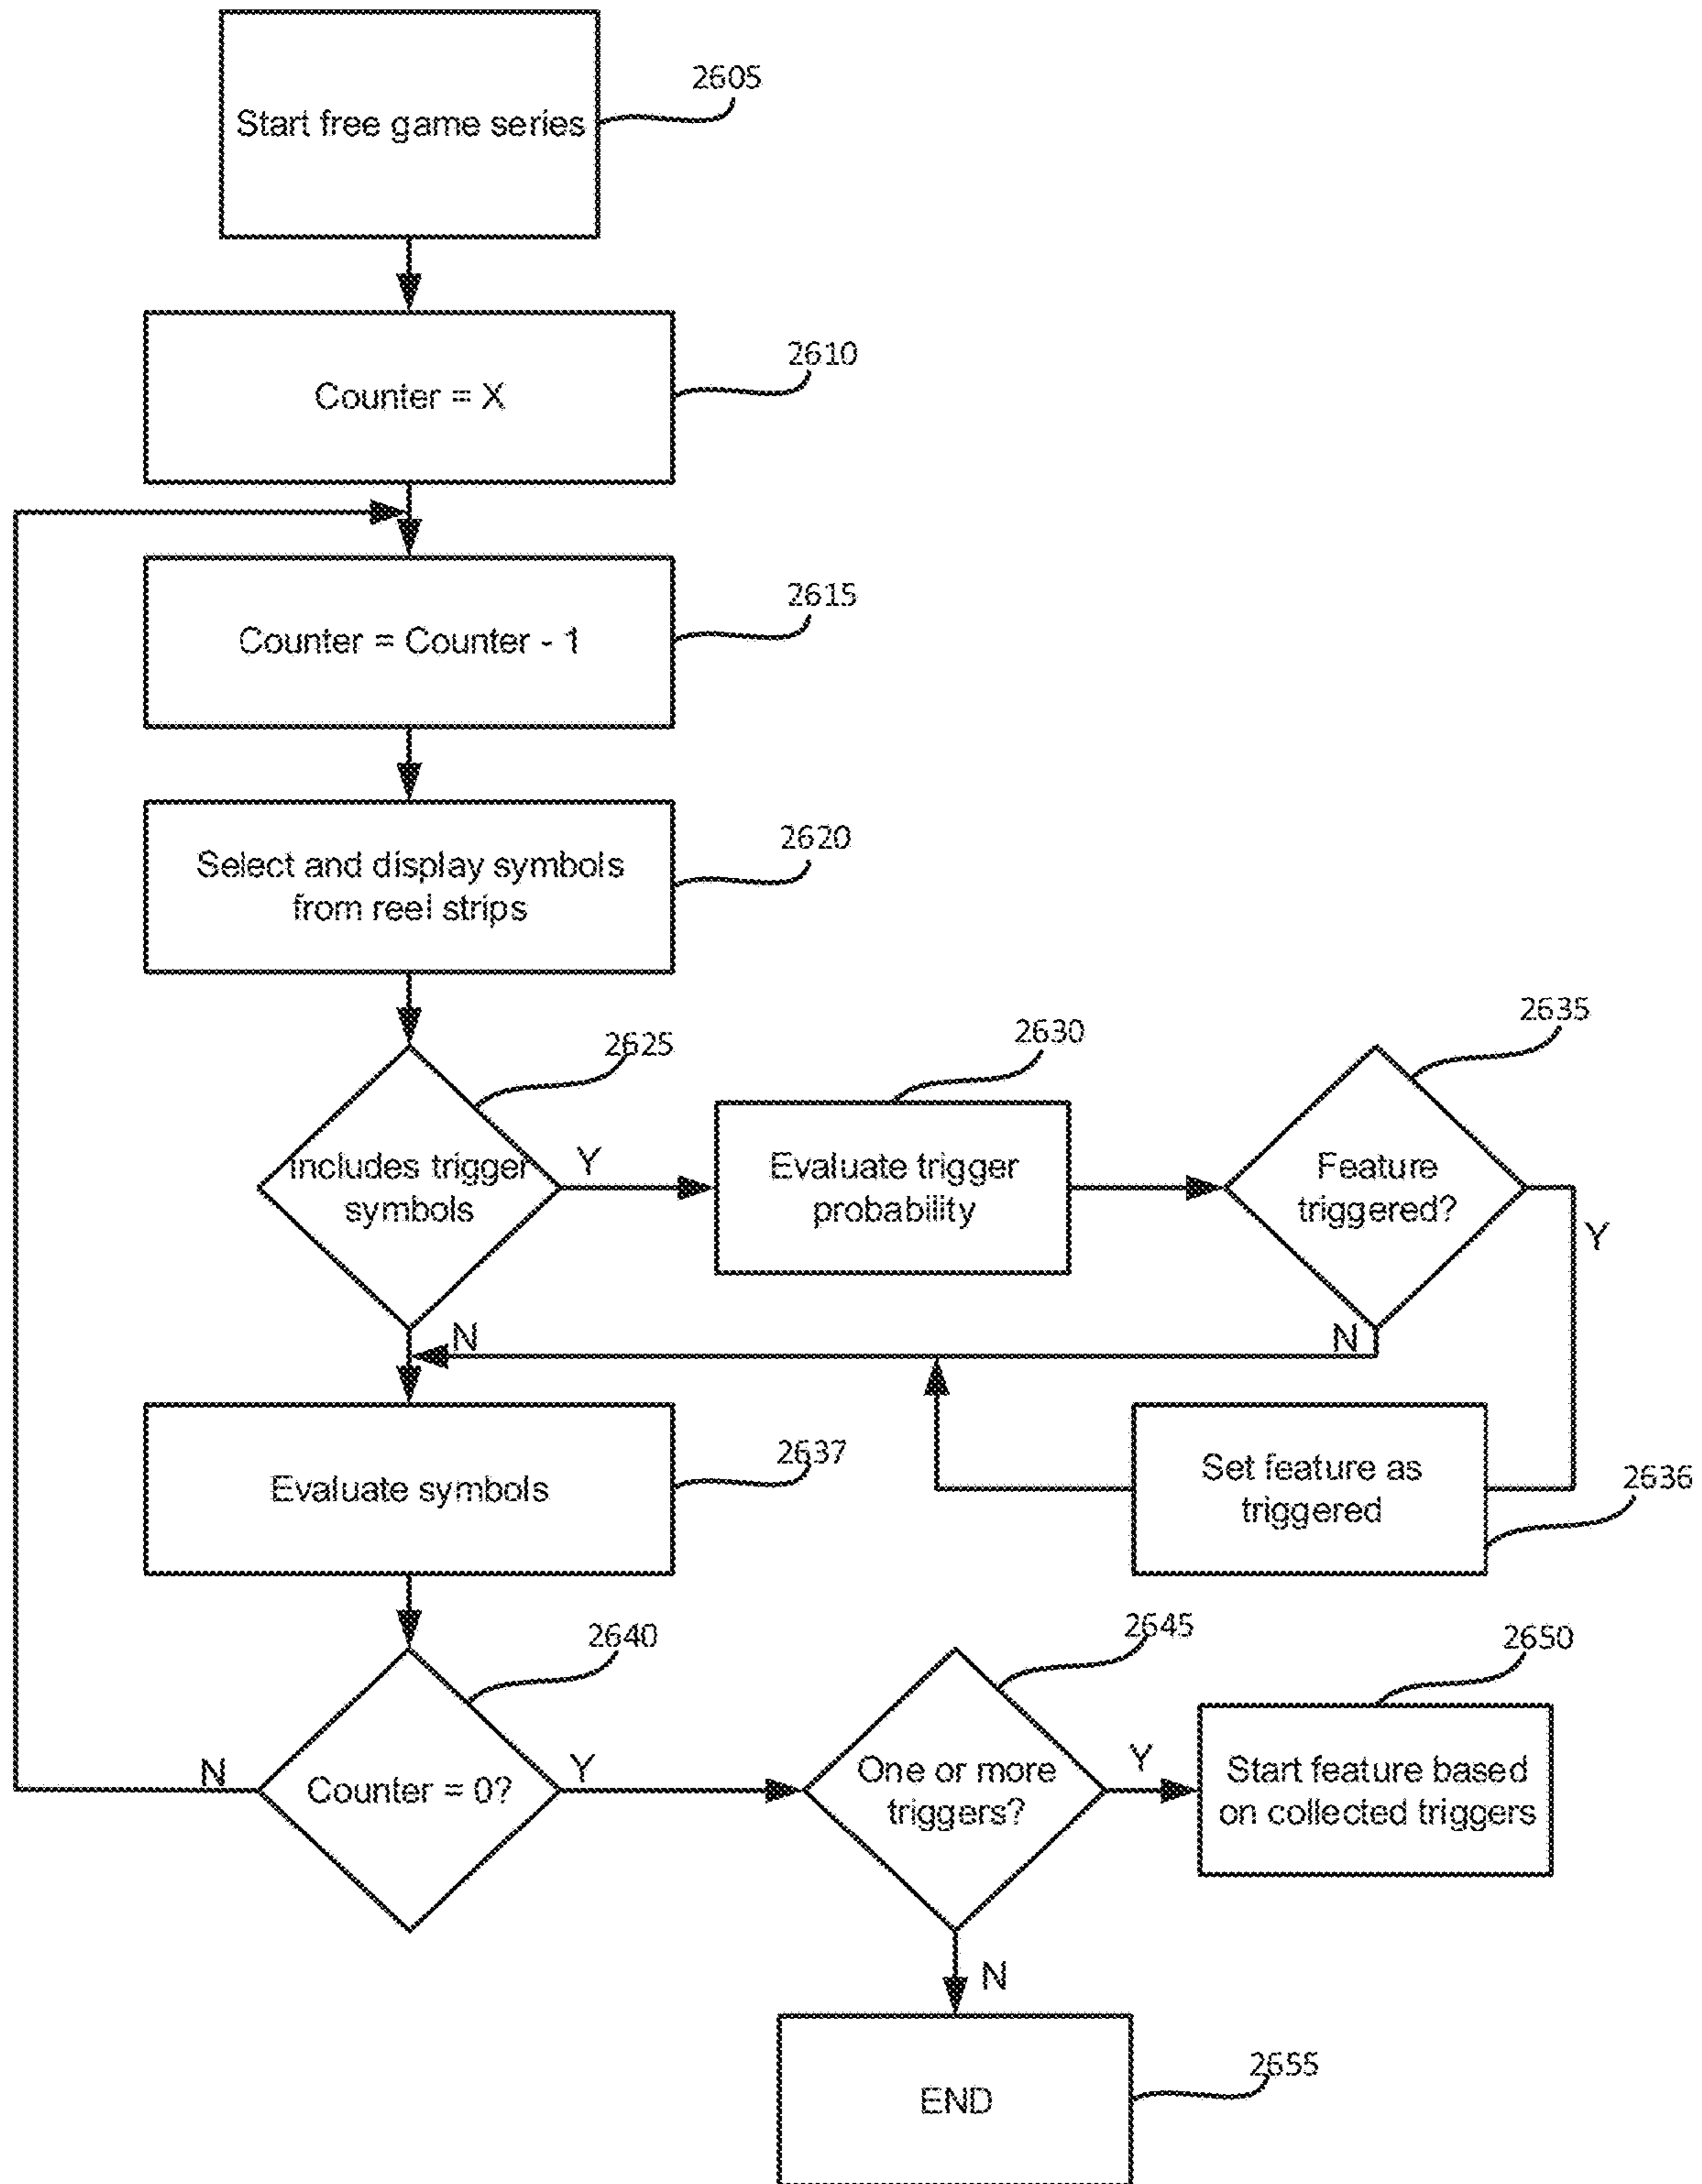 Start free game series
2605
Counter = X
2610
Counter = Counter - 1
2615
Select and display symbols
from reel strips
2620
Includes trigger
symbols
2625
Y
N
Evaluate trigger
probability
2630
Feature
triggered?
2635
Y
N
Set feature as
triggered
2636
Evaluate symbols
2637
Counter = 0?
2640
N
Y
One or more
triggers?
2645
Y
N
Start feature based
on collected triggers
2650
END
2655